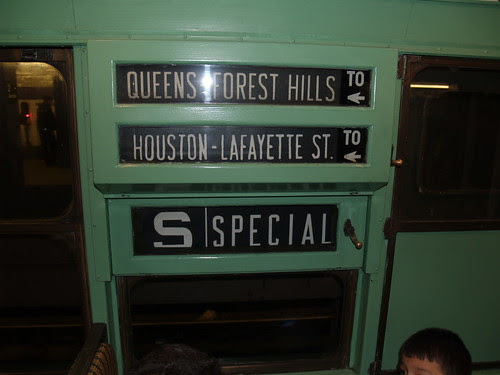 QUEENS-FOREST HILLS TO ←
HOUSTON-LAFAYETTE ST. TO ←
S SPECIAL